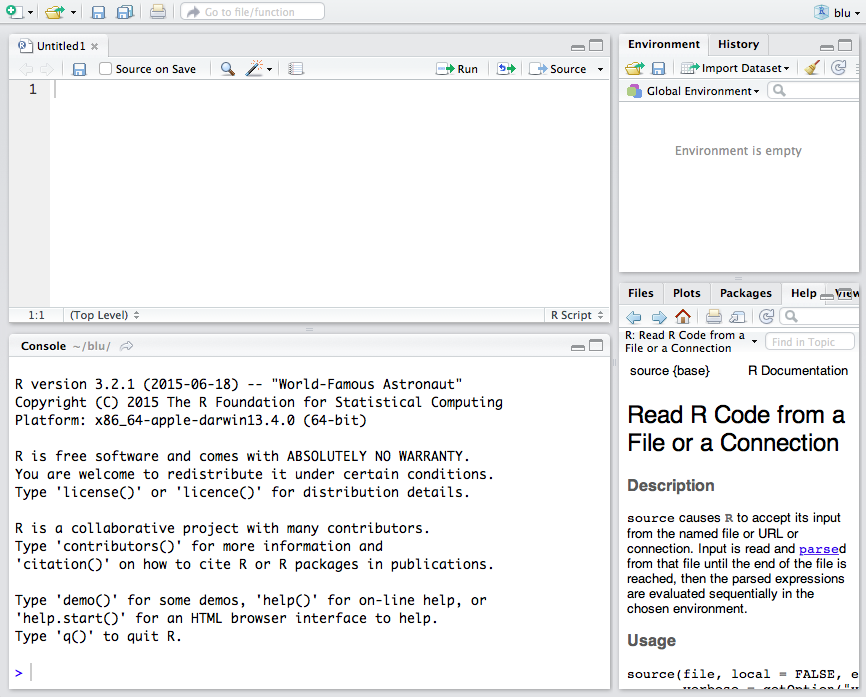 Go to file/function
blu
Untitled1
Source on Save
Run
Source
1
1:1
(Top Level)
R Script
Console ~/blu/
R version 3.2.1 (2015-06-18) -- "World-Famous Astronaut"
Copyright (C) 2015 The R Foundation for Statistical Computing
Platform: x86_64-apple-darwin13.4.0 (64-bit)
R is free software and comes with ABSOLUTELY NO WARRANTY.
You are welcome to redistribute it under certain conditions.
Type 'license()' or 'licence()' for distribution details.
R is a collaborative project with many contributors.
Type 'contributors()' for more information and
'citation()' on how to cite R or R packages in publications.
Type 'demo()' for some demos, 'help()' for on-line help, or
'help.start()' for an HTML browser interface to help.
Type 'q()' to quit R.
>
Environment History
Import Dataset
Global Environment
Environment is empty
Files Plots Packages Help
R: Read R Code from a
File or a Connection
Find in Topic
source {base} R Documentation
Read R Code from a
File or a Connection
Description
source causes R to accept its input
from the named file or URL or
connection. Input is read and parsed
from that file until the end of the file is
reached, then the parsed expressions
are evaluated sequentially in the
chosen environment.
Usage
source(file, local = FALSE, e